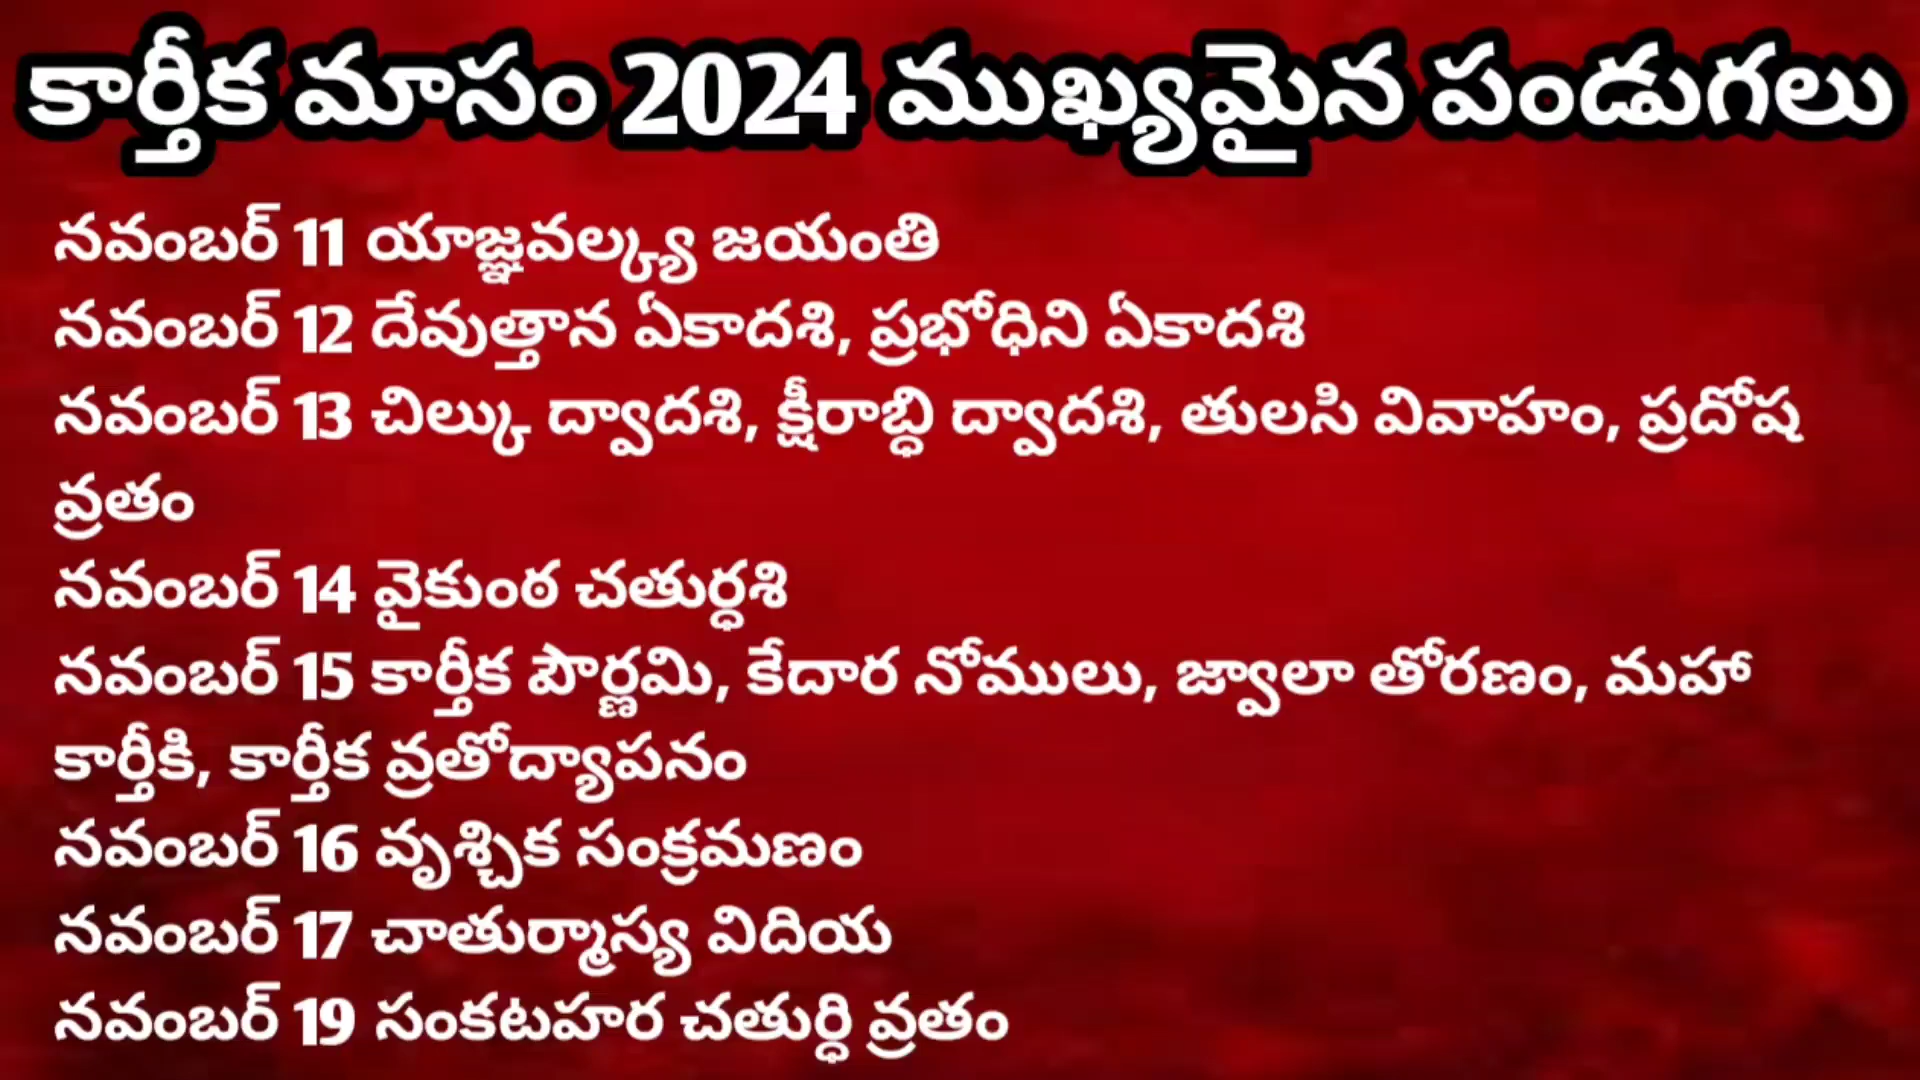 కార్తీక మాసం 2024 ముఖ్యమైన పండుగలు
నవంబర్ 11 యాజ్ఞవల్క్య జయంతి
నవంబర్ 12 దేవుత్తాన ఏకాదశి, ప్రభోధిని ఏకాదశి
నవంబర్ 13 చిల్కు ద్వాదశి, క్షీరాబ్ధి ద్వాదశి, తులసి వివాహం, ప్రదోష
వ్రతం
నవంబర్ 14 వైకుంఠ చతుర్ధశి
నవంబర్ 15 కార్తీక పౌర్ణమి, కేదార నోములు, జ్వాలా తోరణం, మహా
కార్తీకి, కార్తీక వ్రతోద్యాపనం
నవంబర్ 16 వృశ్చిక సంక్రమణం
నవంబర్ 17 చాతుర్మాస్య విదియ
నవంబర్ 19 సంకటహర చతుర్ధి వ్రతం